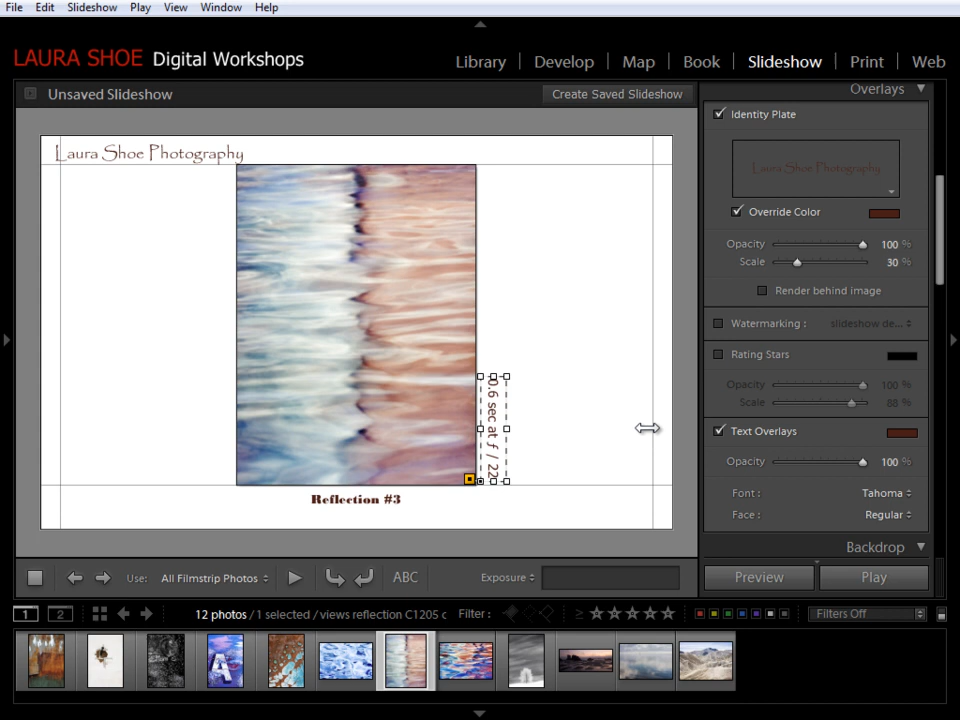 File Edit Slideshow Play View Window Help
LAURA SHOE Digital Workshops
Library Develop Map Book Slideshow Print Web
Unsaved Slideshow
Create Saved Slideshow
Overlays
Laura Shoe Photography
Identity Plate
Laura Shoe Photography
Override Color
Opacity 100 %
Scale 30 %
Render behind image
Watermarking : slideshow de...
Rating Stars
Opacity 100 %
Scale 88 %
0.6 sec at f / 22
Text Overlays
Opacity 100 %
Font : Tahoma
Face : Regular
Reflection #3
Backdrop
Use: All Filmstrip Photos
ABC
Exposure
Preview
Play
1 2
12 photos / 1 selected / views reflection C1205 c
Filter :
≥
Filters Off